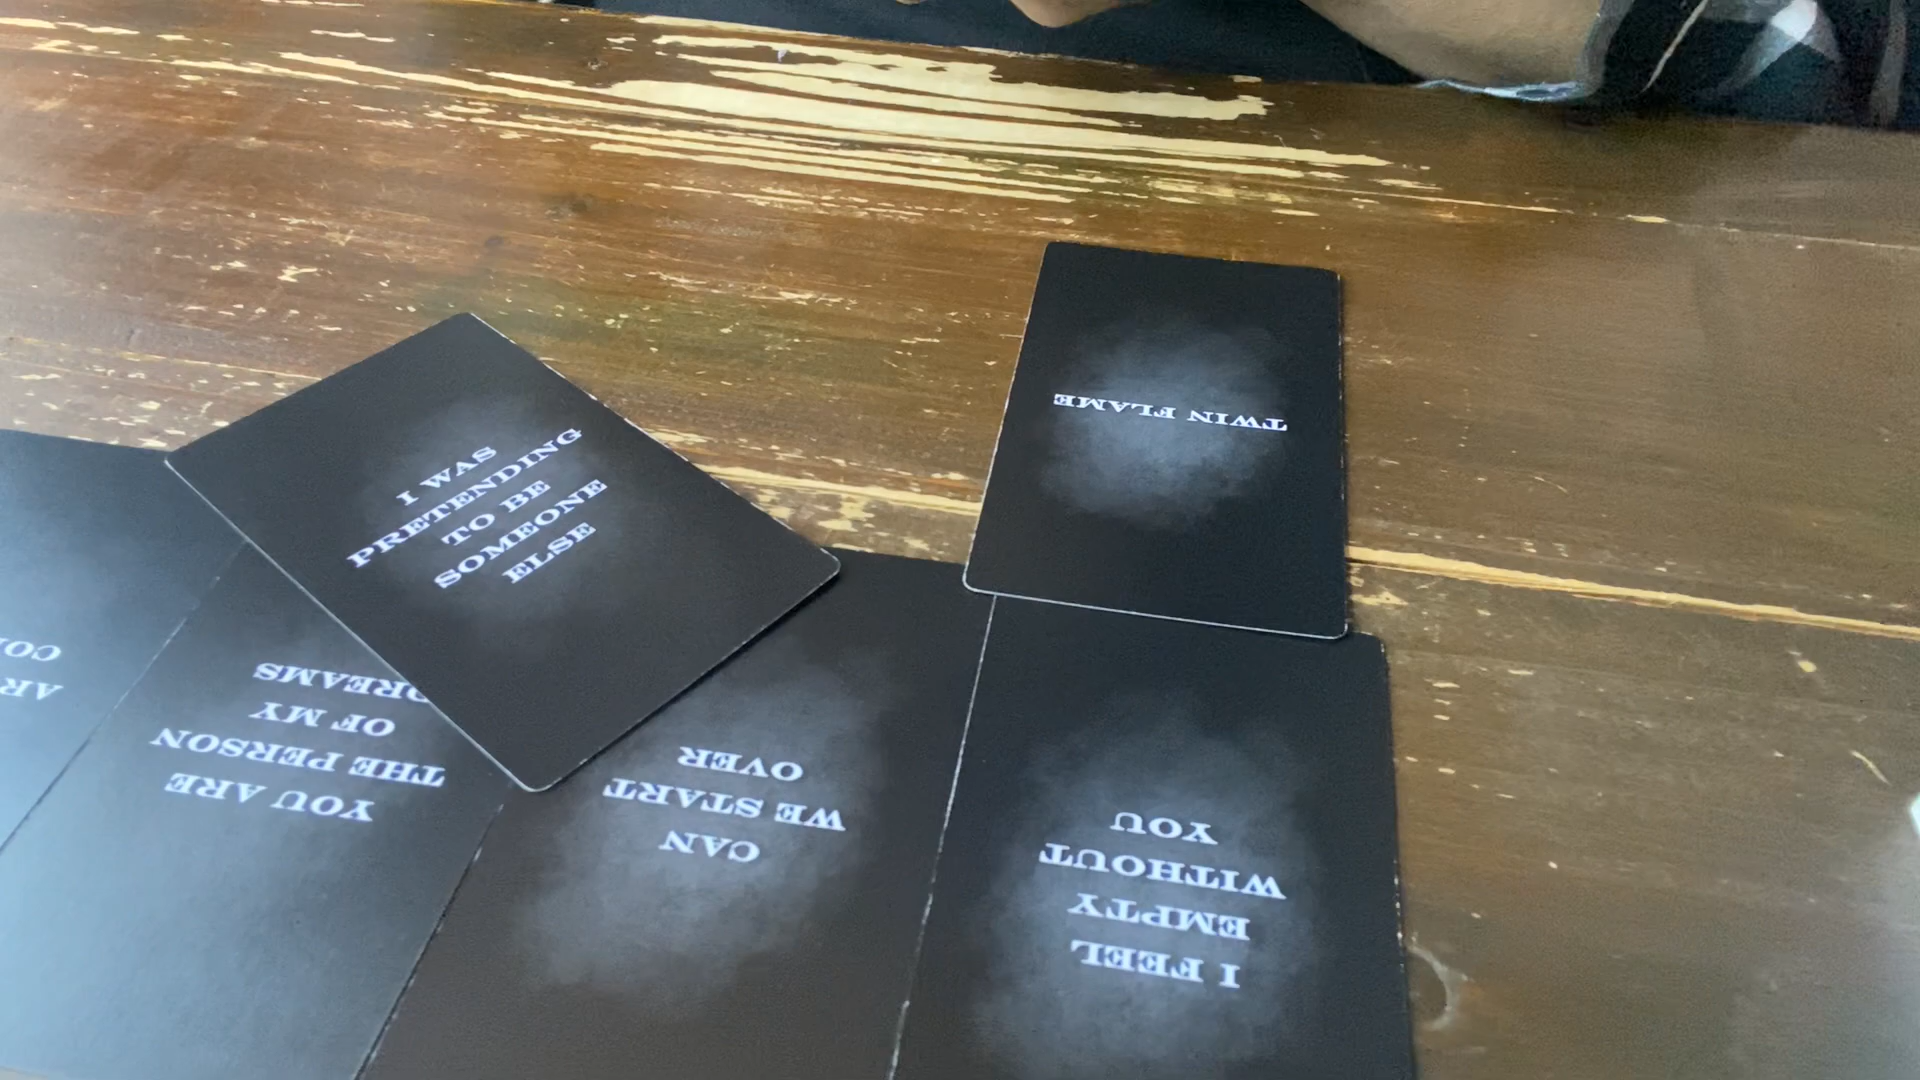 I WAS
PRETENDING
TO BE
SOMEONE
ELSE
TWIN FLAME
YOU ARE
THE PERSON
OF MY
DREAMS
CAN
WE START
OVER
I FEEL
EMPTY
WITHOUT
YOU